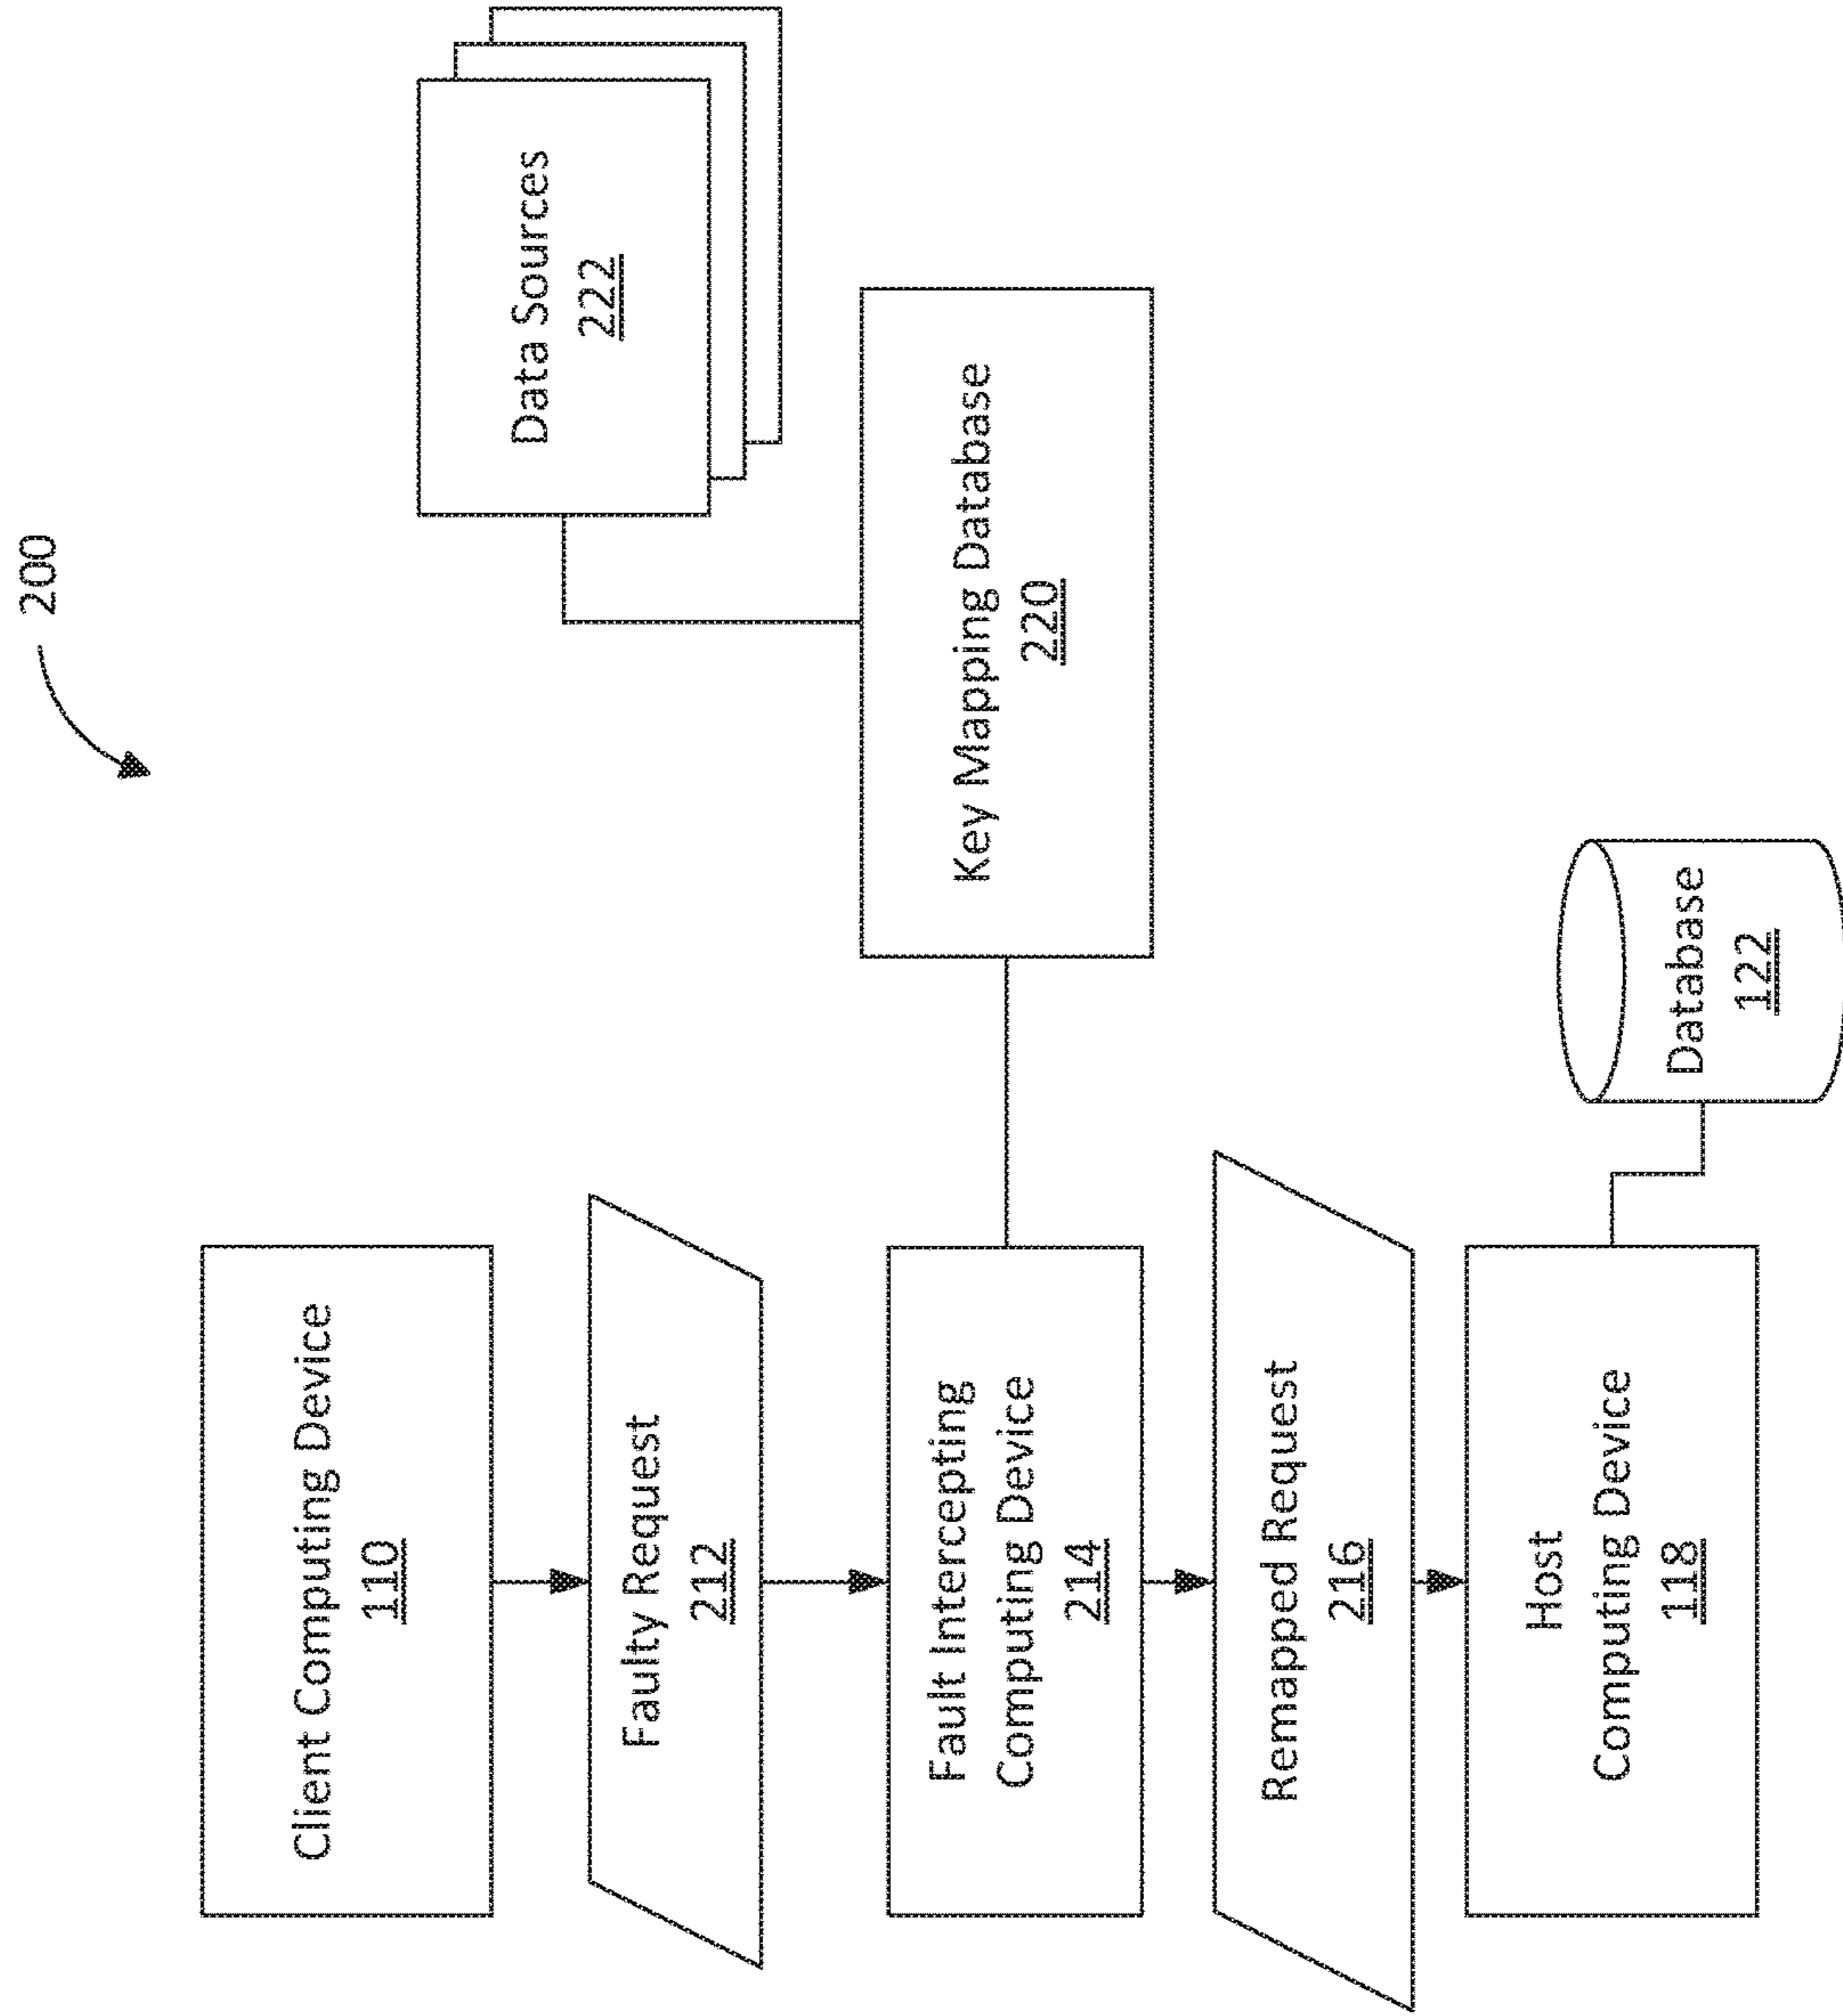 200
Client Computing Device
110
Faulty Request
212
Fault Intercepting
Computing Device
214
Remapped Request
216
Host
Computing Device
118
Data Sources
222
Key Mapping Database
220
Database
122